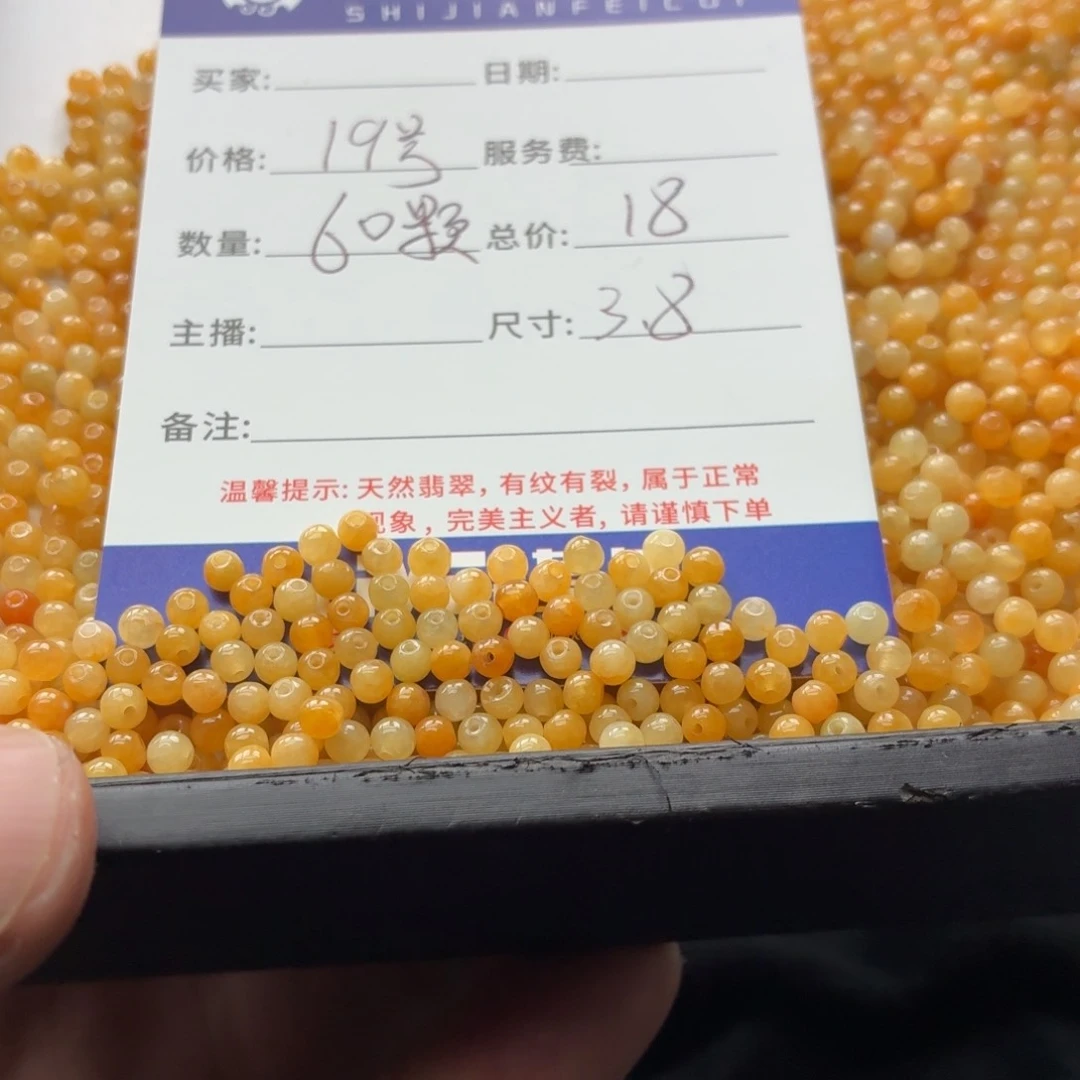 SHIJIANFEICUI
买家: 日期:
价格: 19号 服务费:
数量: 60颗 总价: 18
主播: 尺寸: 3.8
备注:
温馨提示: 天然翡翠, 有纹有裂, 属于正常
现象, 完美主义者, 请谨慎下单